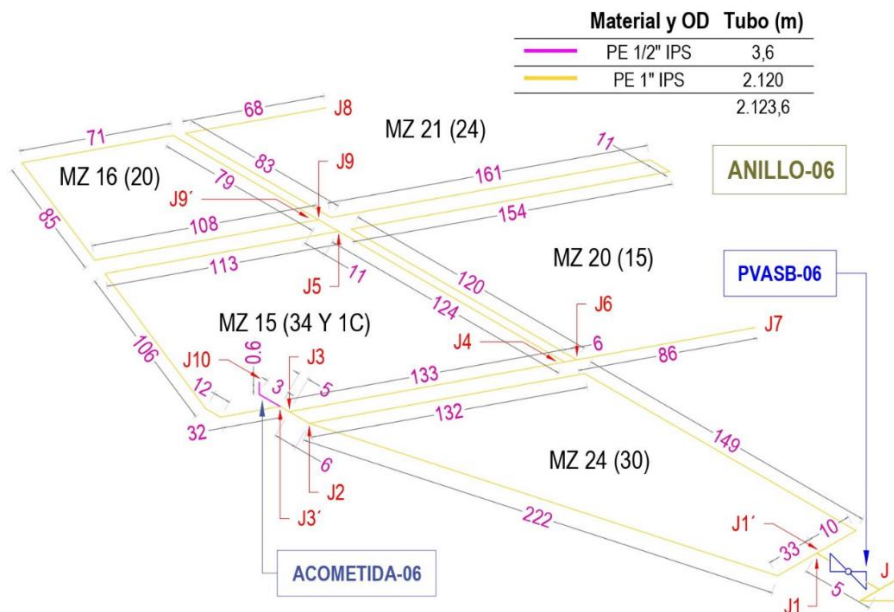 Material y OD Tubo (m)
PE 1/2" IPS 3,6
PE 1" IPS 2.120
2.123,6
68
J8
MZ 21 (24)
71
11
83
J9
161
ANILLO-06
MZ 16 (20)
79
J9´
154
85
108
113
11
J5
120
MZ 20 (15)
PVASB-06
124
J6
J7
MZ 15 (34 Y 1C)
J4
6
86
106
0.6
J10
J3
133
12
3
5
132
149
32
6
J2
MZ 24 (30)
J3´
222
J1´
10
33
ACOMETIDA-06
J
J1
5